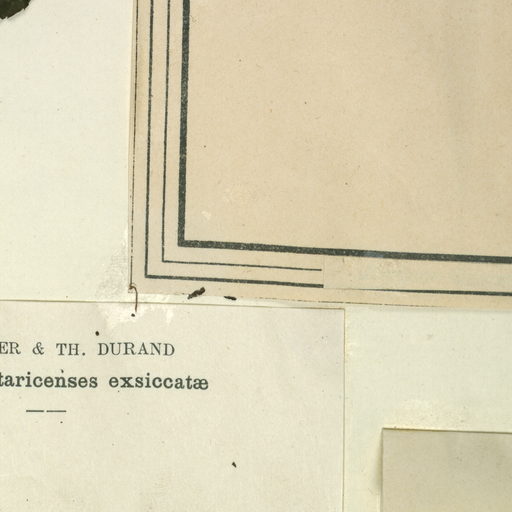 ER & TH. DURAND
taricenses exsiccatæ